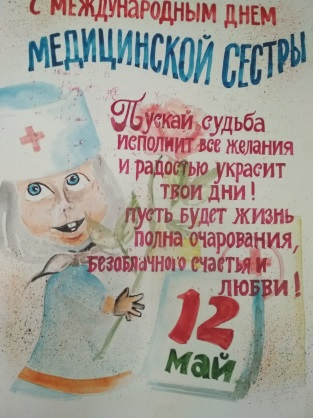 С МЕЖДУНАРОДНЫМ ДНЕМ
МЕДИЦИНСКОЙ СЕСТРЫ
Пускай судьба
исполнит все желания
и радостью украсит
твои дни!
пусть будет жизнь
полна очарования,
безоблачного счастья и
любви!
12
май